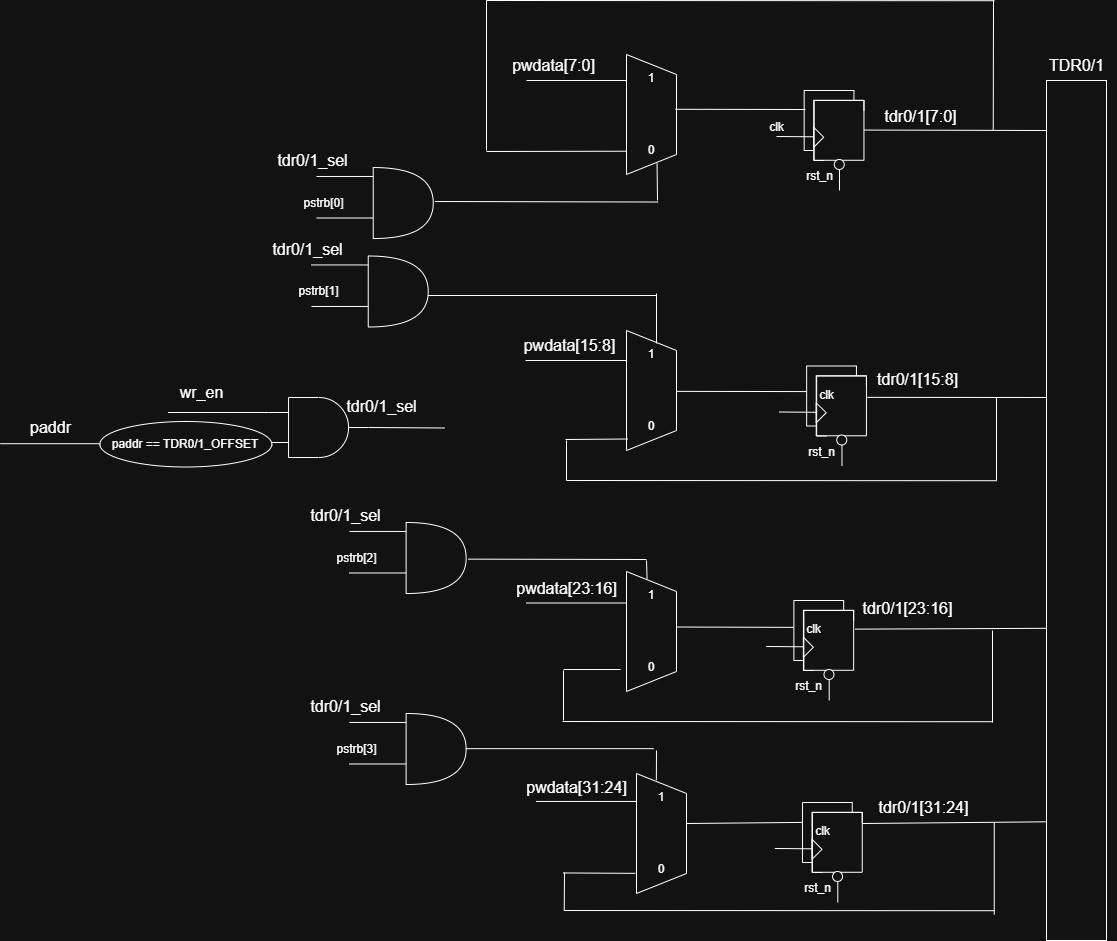 TDR0/1
pwdata[7:0]
1
tdr0/1[7:0]
clk
0
tdr0/1_sel
rst_n
pstrb[0]
tdr0/1_sel
pstrb[1]
pwdata[15:8]
1
tdr0/1[15:8]
wr_en
clk
tdr0/1_sel
paddr
0
paddr == TDR0/1_OFFSET
rst_n
tdr0/1_sel
pstrb[2]
pwdata[23:16]
1
tdr0/1[23:16]
clk
0
rst_n
tdr0/1_sel
pstrb[3]
pwdata[31:24]
1
tdr0/1[31:24]
clk
0
rst_n